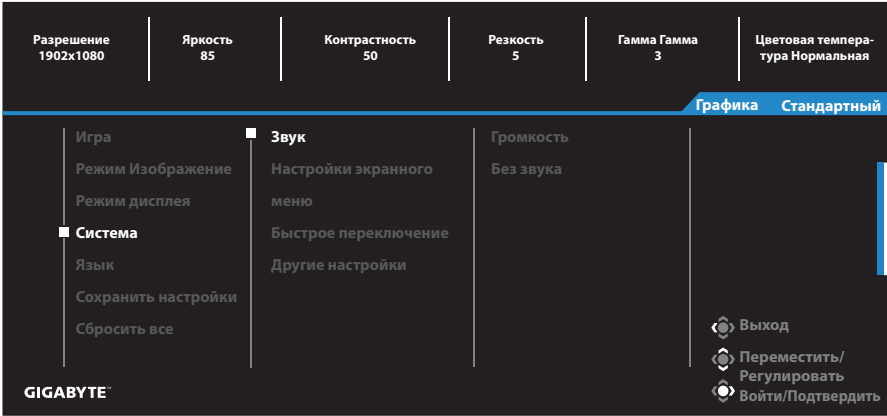 Разрешение
1902x1080
Яркость
85
Контрастность
50
Резкость
5
Гамма Гамма
3
Цветовая темпера-
тура Нормальная
Графика Стандартный
Игра
Режим Изображение
Режим дисплея
Система
Язык
Сохранить настройки
Сбросить все
Звук
Настройки экранного
меню
Быстрое переключение
Другие настройки
Громкость
Без звука
Выход
Переместить/
Регулировать
Войти/Подтвердить
GIGABYTE™